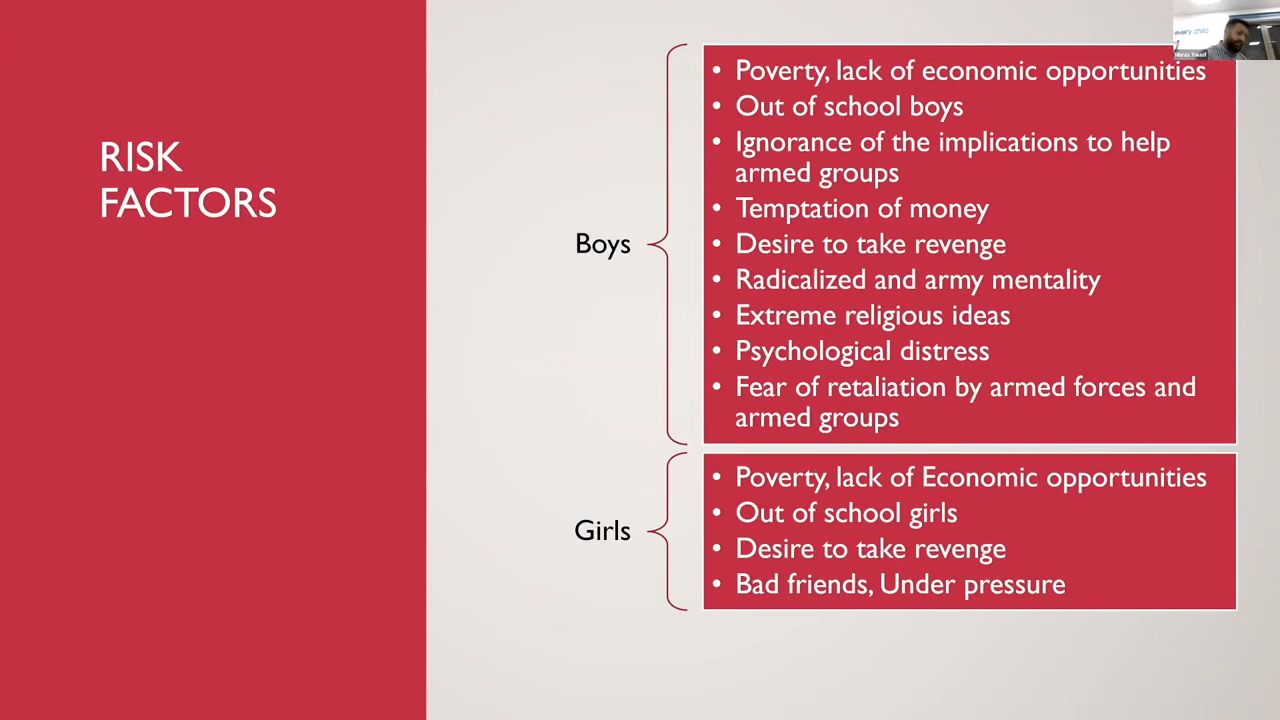 RISK
FACTORS
Boys
• Poverty, lack of economic opportunities
• Out of school boys
• Ignorance of the implications to help
armed groups
• Temptation of money
• Desire to take revenge
• Radicalized and army mentality
• Extreme religious ideas
• Psychological distress
• Fear of retaliation by armed forces and
armed groups
Girls
• Poverty, lack of Economic opportunities
• Out of school girls
• Desire to take revenge
• Bad friends, Under pressure
every child
Yousif